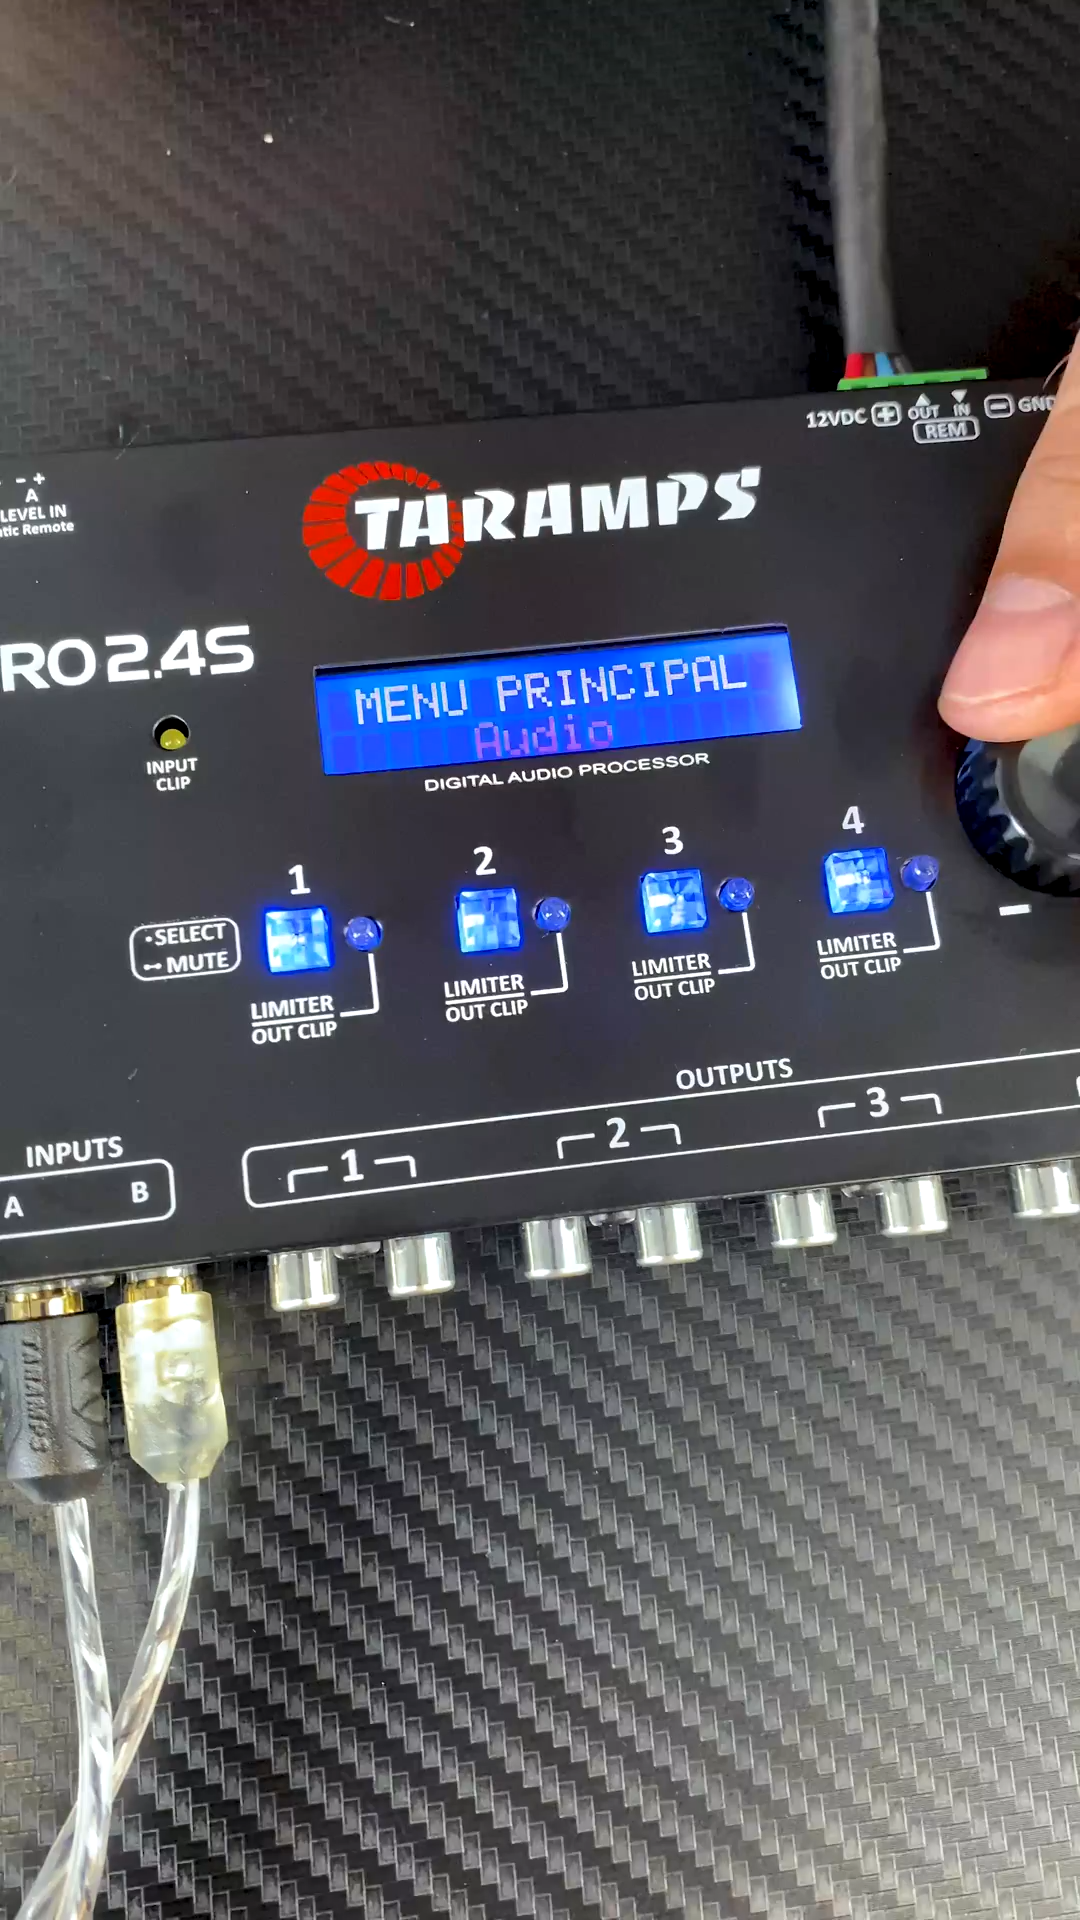 12VDC + OUT IN - GND
REM
- +
A
LEVEL IN
tic Remote
TARAMPS
RO 2.4S
MENU PRINCIPAL
Audio
DIGITAL AUDIO PROCESSOR
INPUT
CLIP
1
2
3
4
SELECT
MUTE
LIMITER
OUT CLIP
LIMITER
OUT CLIP
LIMITER
OUT CLIP
LIMITER
OUT CLIP
OUTPUTS
1
2
3
INPUTS
A
B
TARAMPS